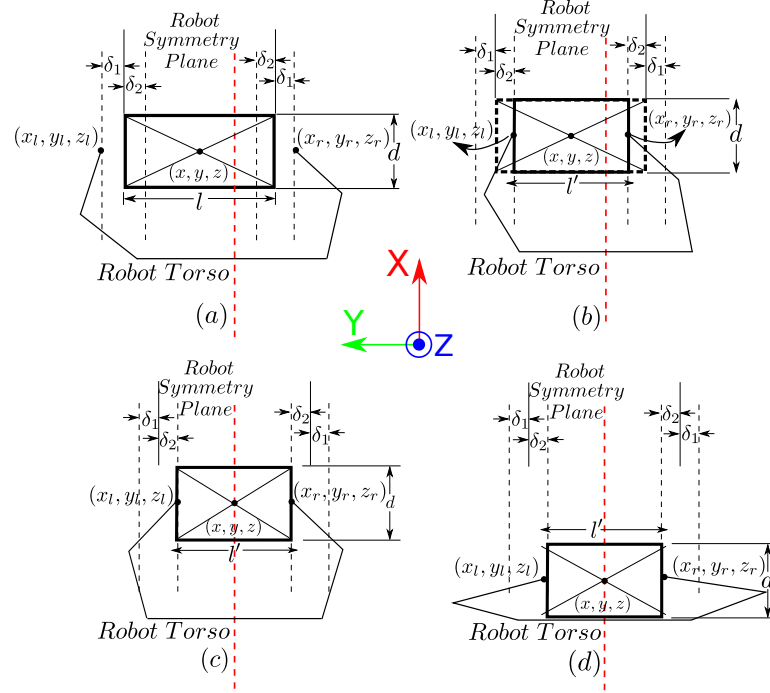 Robot
Symmetry
Plane
δ₁
δ₂
δ₂
δ₁
(xₗ, yₗ, zₗ)
(xᵣ, yᵣ, zᵣ)
d
(x, y, z)
l
Robot Torso
(a)
Robot
Symmetry
Plane
δ₁
δ₂
δ₂
δ₁
(xₗ, yₗ, zₗ)
(xᵣ, yᵣ, zᵣ)
d
(x, y, z)
l′
Robot Torso
(b)
X
Y
Z
Robot
Symmetry
Plane
δ₁
δ₂
δ₂
δ₁
(xₗ, yₗ, zₗ)
(xᵣ, yᵣ, zᵣ)
d
(x, y, z)
l′
Robot Torso
(c)
Robot
Symmetry
Plane
δ₁
δ₂
δ₂
δ₁
l′
(xₗ, yₗ, zₗ)
(xᵣ, yᵣ, zᵣ)
d
(x, y, z)
Robot Torso
(d)